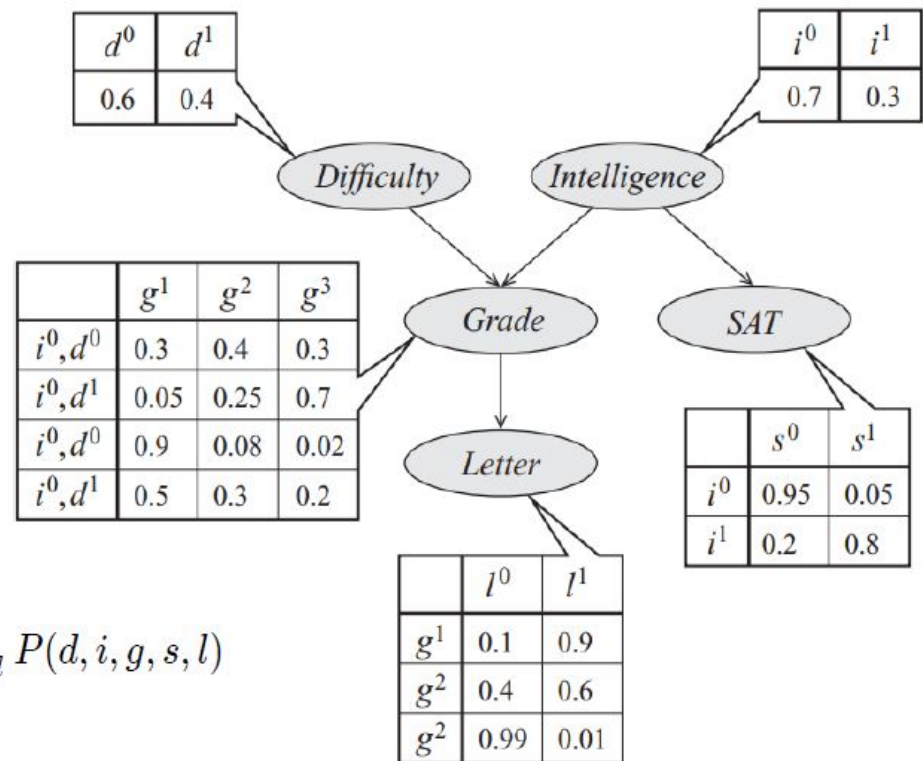 d⁰ d¹
0.6 0.4
i⁰ i¹
0.7 0.3
Difficulty
Intelligence
g¹ g² g³
i⁰,d⁰ 0.3 0.4 0.3
i⁰,d¹ 0.05 0.25 0.7
i⁰,d⁰ 0.9 0.08 0.02
i⁰,d¹ 0.5 0.3 0.2
Grade
SAT
Letter
s⁰ s¹
i⁰ 0.95 0.05
i¹ 0.2 0.8
l⁰ l¹
g¹ 0.1 0.9
g² 0.4 0.6
g² 0.99 0.01
P(d, i, g, s, l)